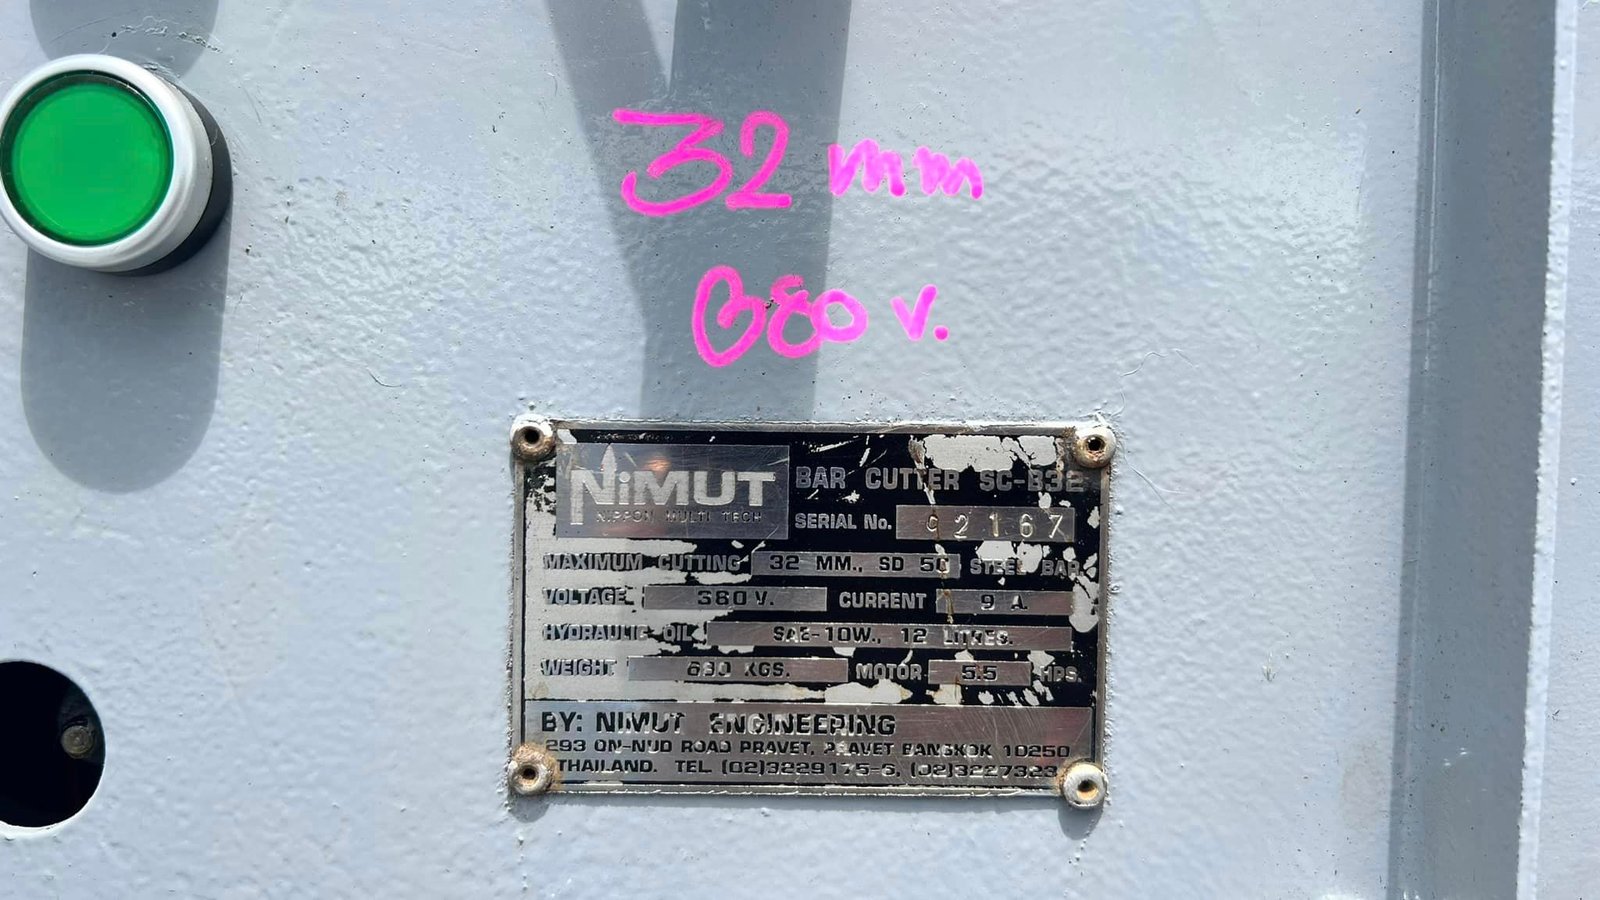 32 mm
380 v.
NiMUT
NIPPON MULTI TECH
BAR CUTTER SC-B32
SERIAL No. 92167
MAXIMUM CUTTING 32 MM., SD 50 STEEL BAR
VOLTAGE 380 V. CURRENT 9 A.
HYDRAULIC OIL SAE-10W., 12 LITRES.
WEIGHT KGS. MOTOR 5.5 HPS.
BY: NIMUT ENGINEERING
293 ON-NUD ROAD PRAVET, PRAVET BANGKOK 10250
THAILAND. TEL. (02)3229175-6, (02)3227323